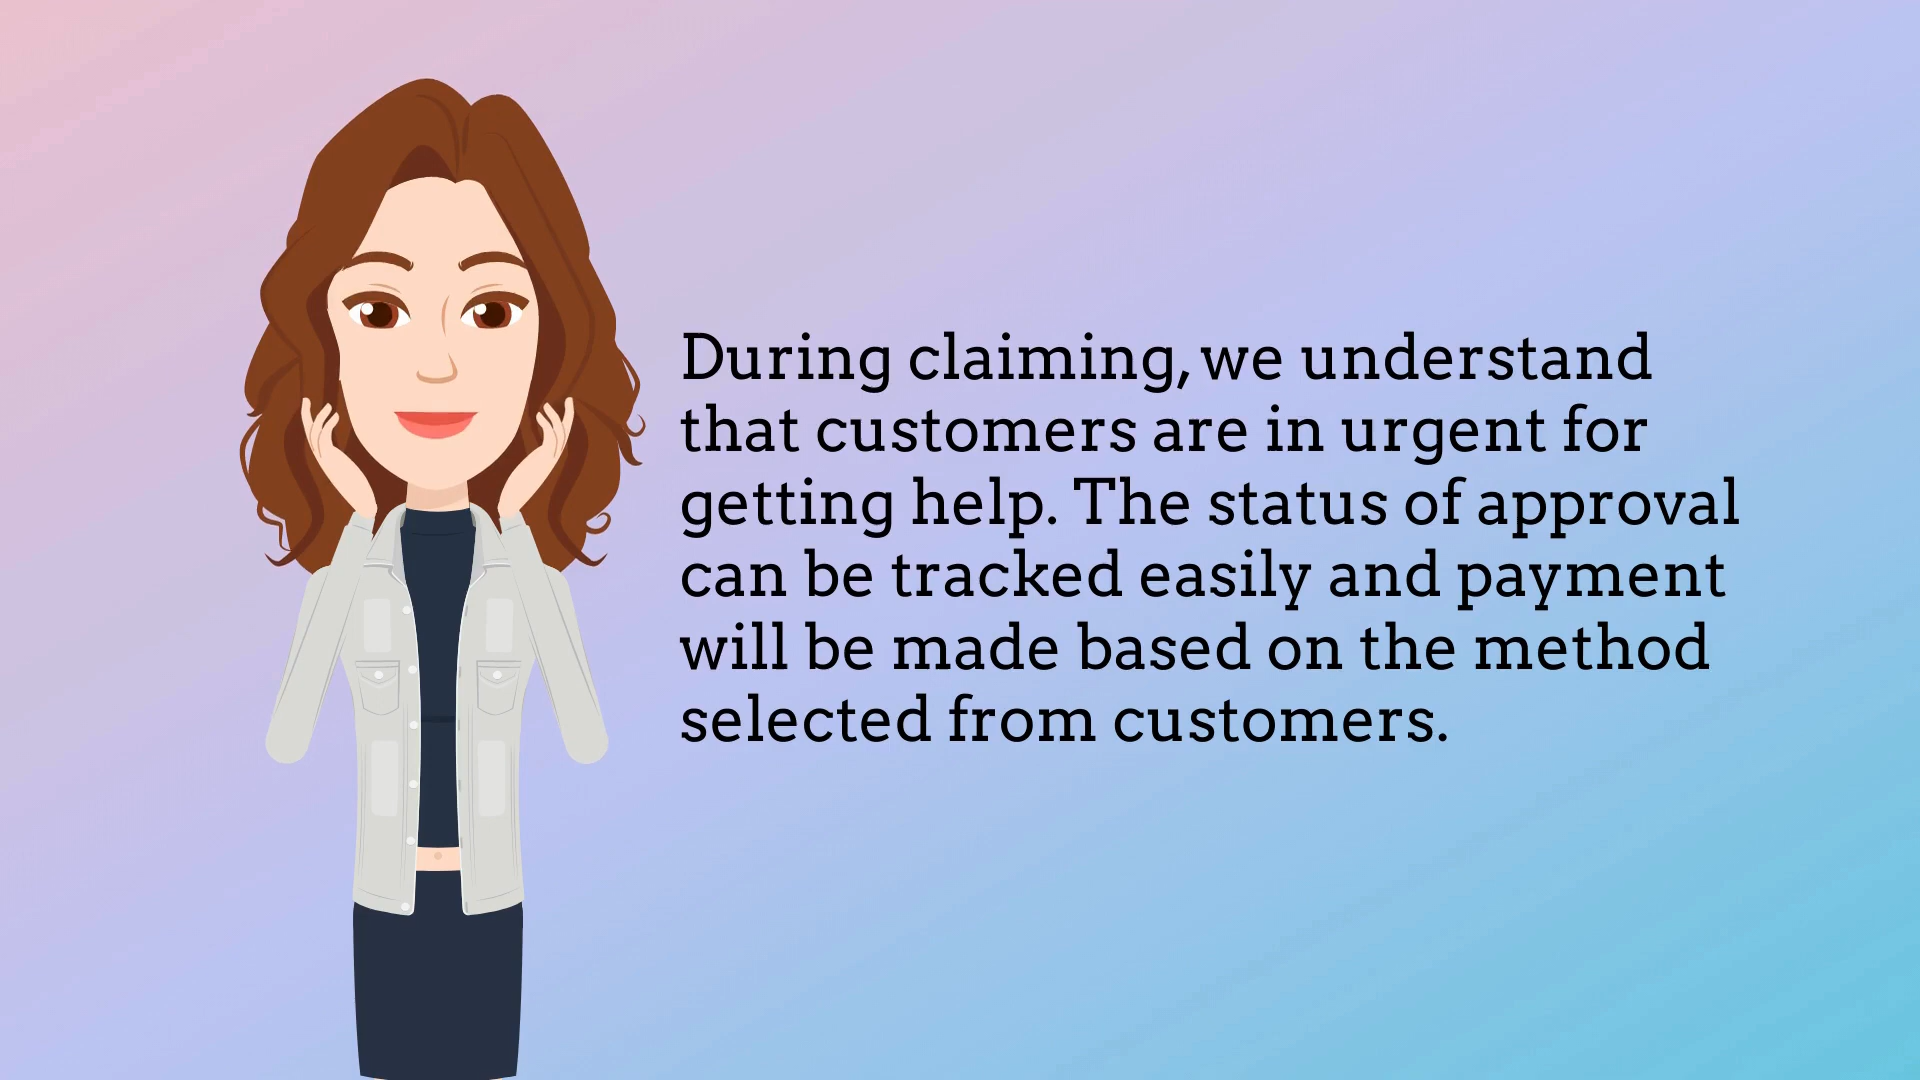 During claiming, we understand
that customers are in urgent for
getting help. The status of approval
can be tracked easily and payment
will be made based on the method
selected from customers.